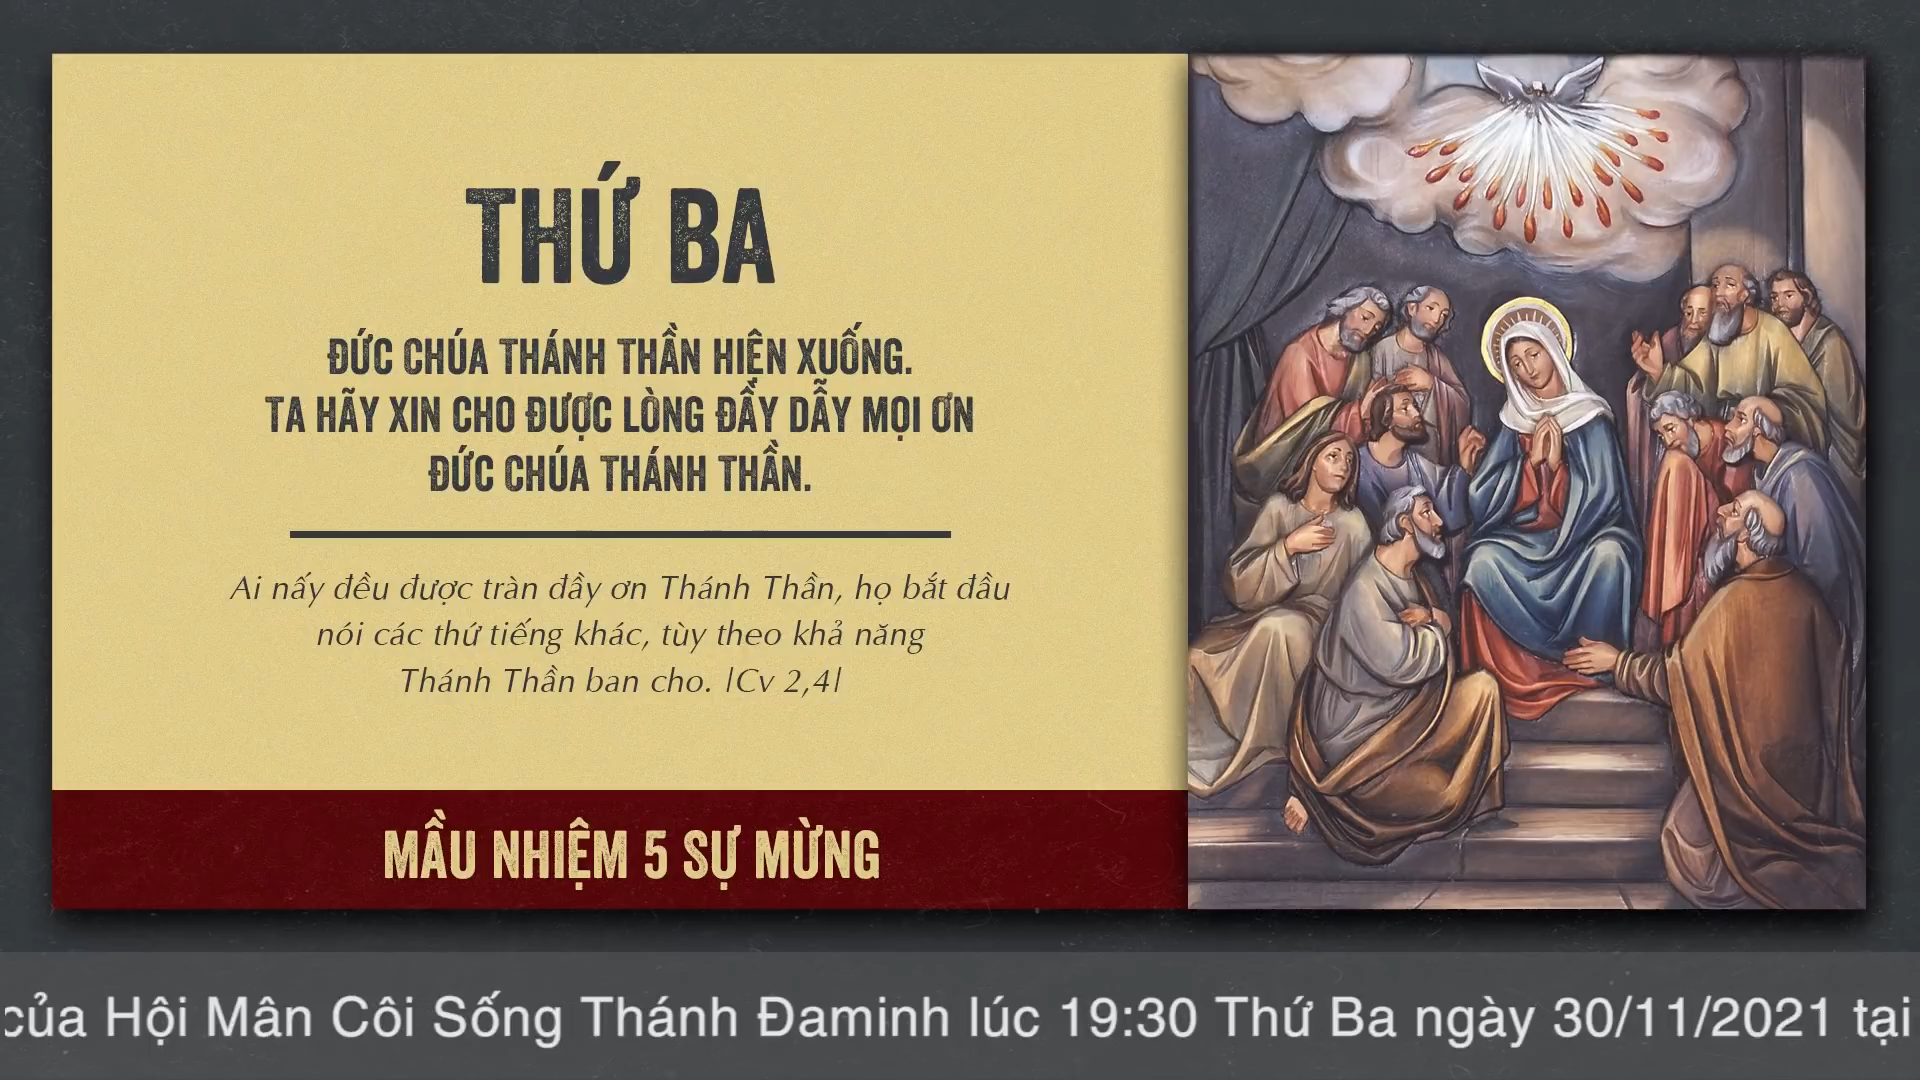 THỨ BA
ĐỨC CHÚA THÁNH THẦN HIỆN XUỐNG.
TA HÃY XIN CHO ĐƯỢC LÒNG ĐẦY DẪY MỌI ƠN
ĐỨC CHÚA THÁNH THẦN.
Ai nấy đều được tràn đầy ơn Thánh Thần, họ bắt đầu
nói các thứ tiếng khác, tùy theo khả năng
Thánh Thần ban cho. |Cv 2,4|
MẦU NHIỆM 5 SỰ MỪNG
của Hội Mân Côi Sống Thánh Đaminh lúc 19:30 Thứ Ba ngày 30/11/2021 tại